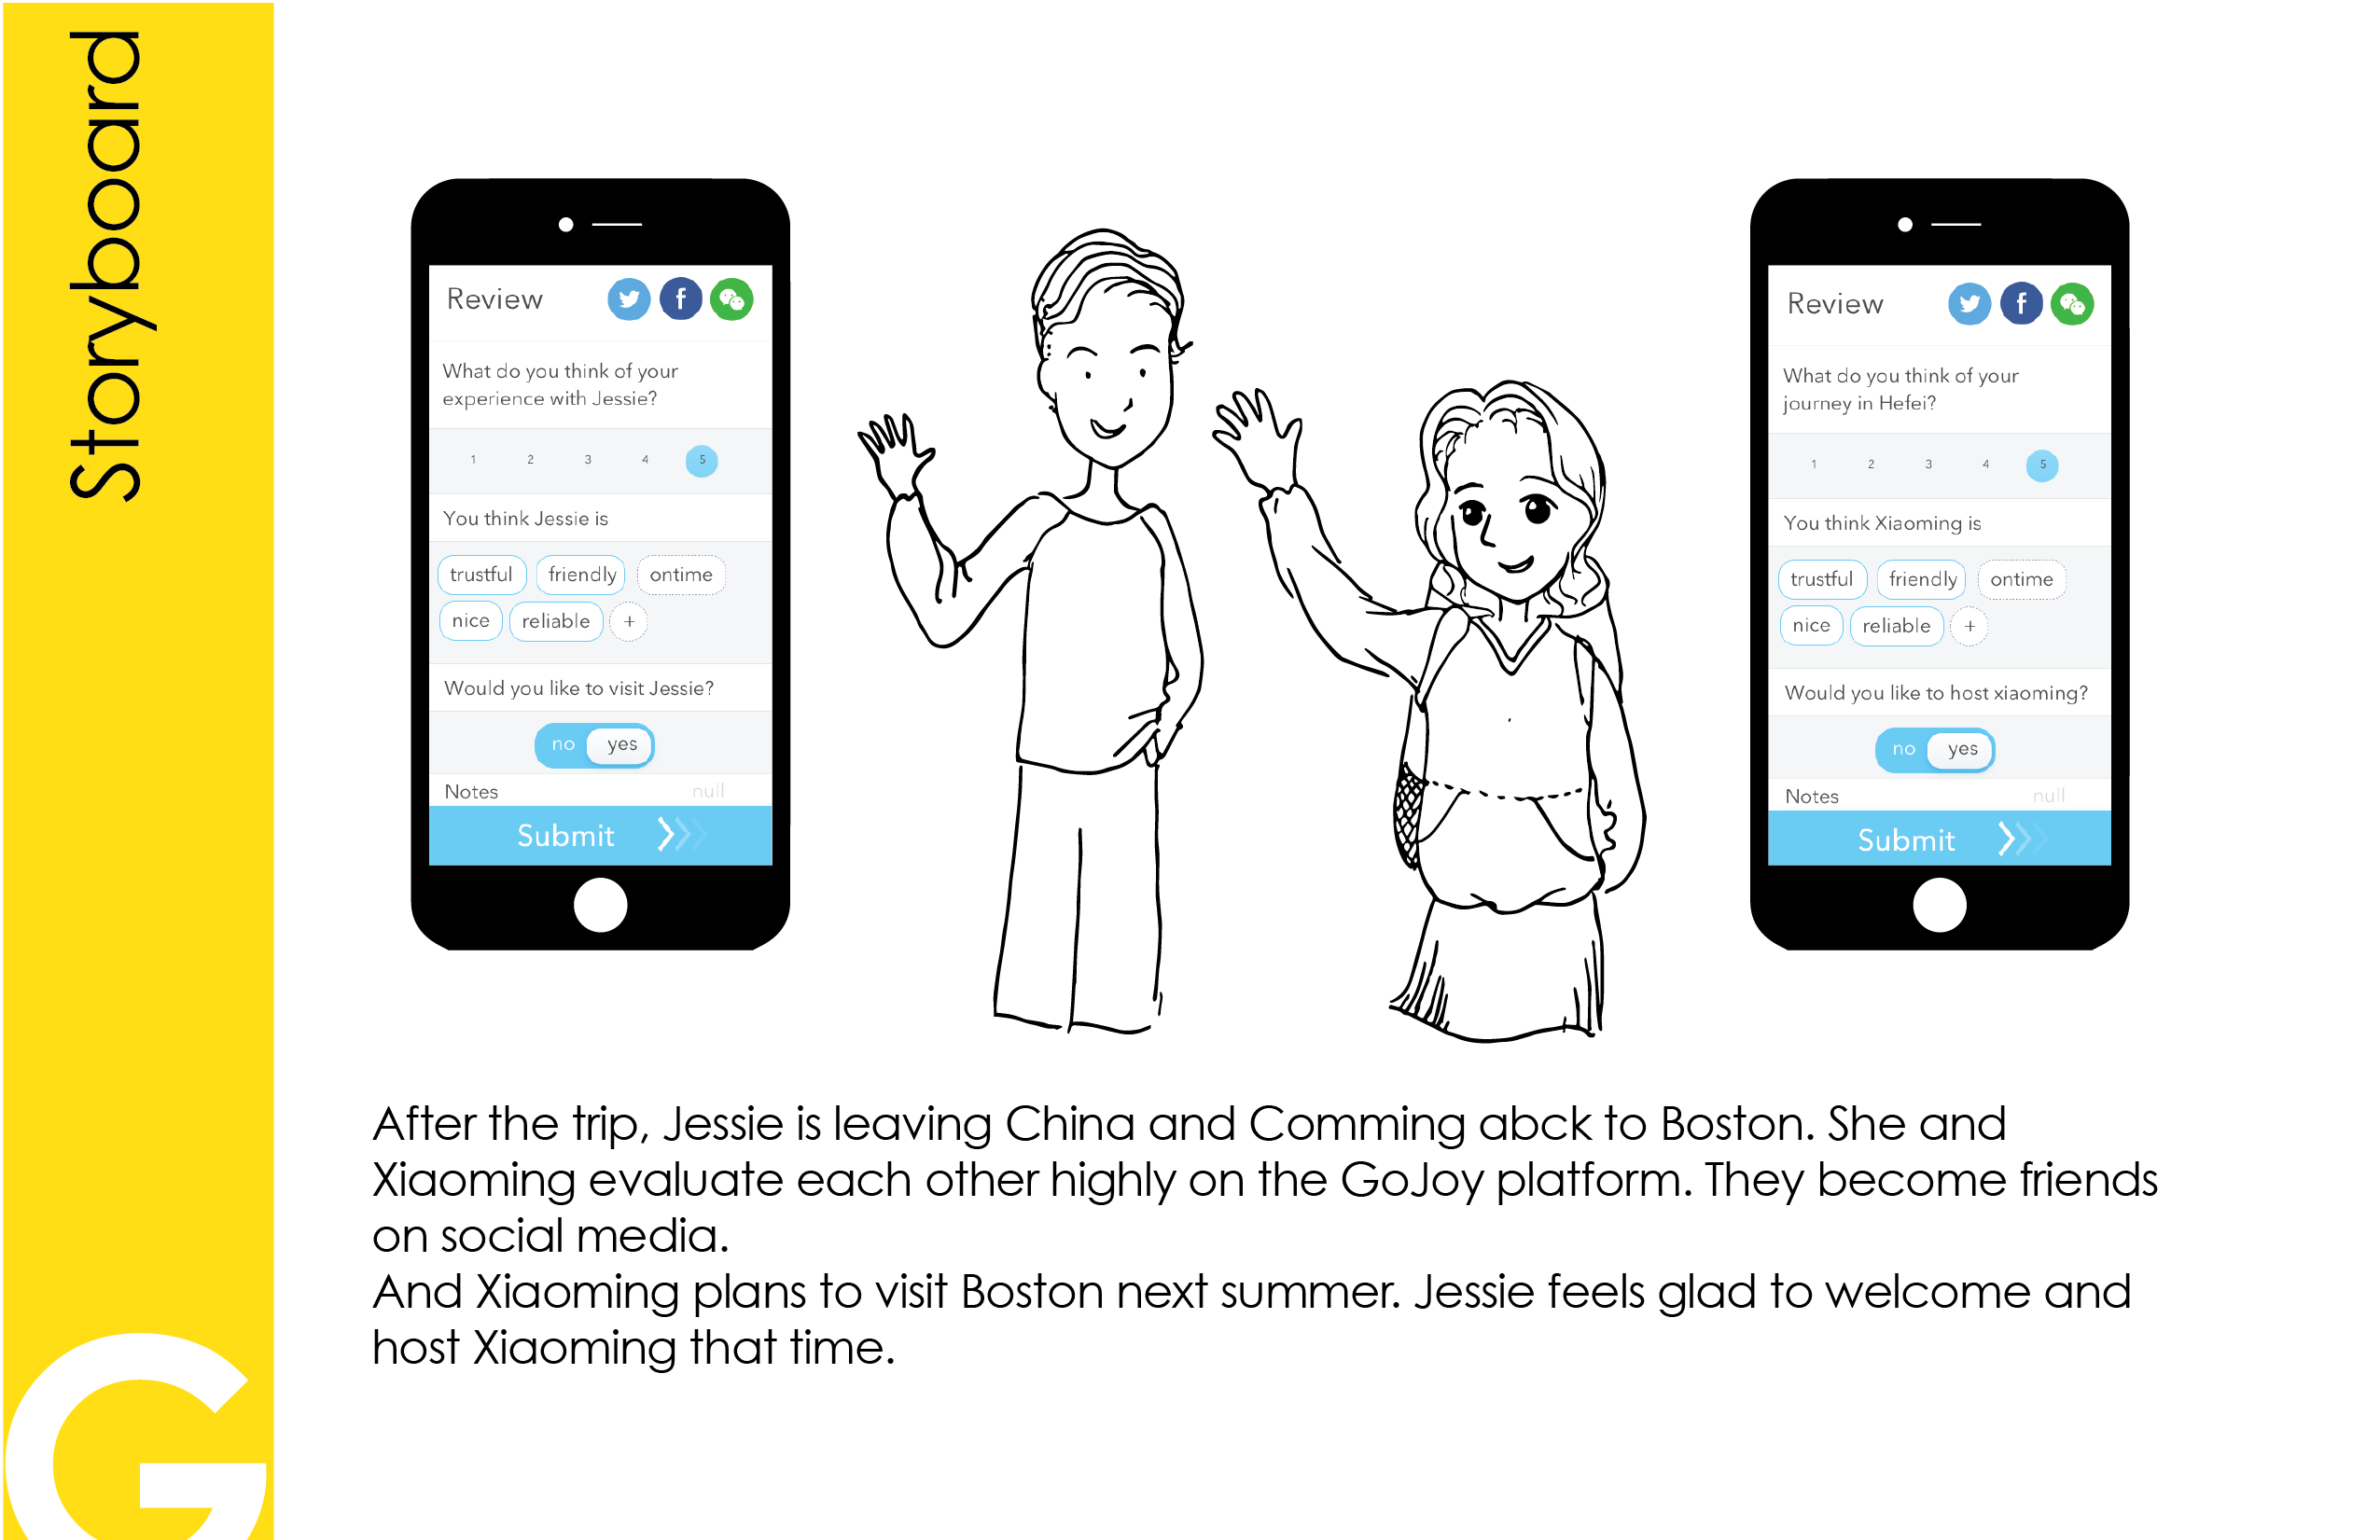 Storyboard
Review
What do you think of your
experience with Jessie?
1 2 3 4 5
You think Jessie is
trustful friendly ontime
nice reliable +
Would you like to visit Jessie?
no yes
Notes null
Submit
Review
What do you think of your
journey in Hefei?
1 2 3 4 5
You think Xiaoming is
trustful friendly ontime
nice reliable +
Would you like to host xiaoming?
no yes
Notes null
Submit
After the trip, Jessie is leaving China and Comming abck to Boston. She and
Xiaoming evaluate each other highly on the GoJoy platform. They become friends
on social media.
And Xiaoming plans to visit Boston next summer. Jessie feels glad to welcome and
host Xiaoming that time.
G